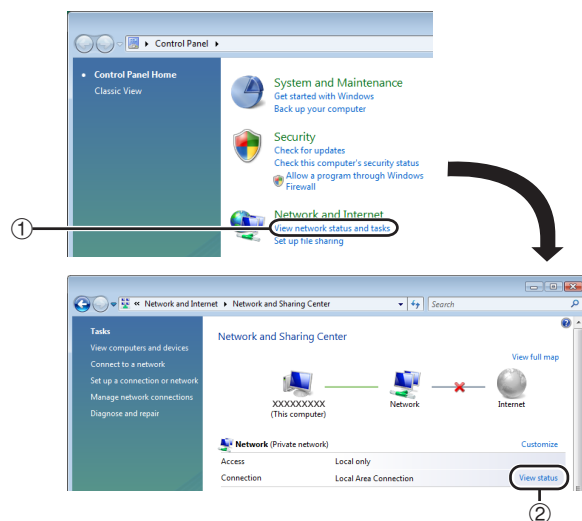 Control Panel
Control Panel Home
Classic View
System and Maintenance
Get started with Windows
Back up your computer
Security
Check for updates
Check this computer's security status
Allow a program through Windows
Firewall
Network and Internet
① View network status and tasks
Set up file sharing
« Network and Internet Network and Sharing Center
Search
Tasks
View computers and devices
Connect to a network
Set up a connection or network
Manage network connections
Diagnose and repair
Network and Sharing Center
View full map
XXXXXXXXX
(This computer)
Network
Internet
Network (Private network) Customize
Access Local only
Connection Local Area Connection View status
②